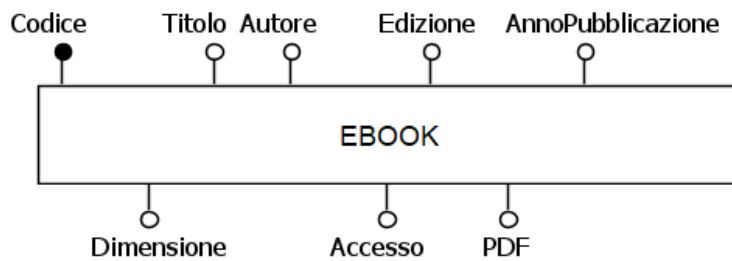 Codice Titolo Autore Edizione AnnoPubblicazione
EBOOK
Dimensione Accesso PDF